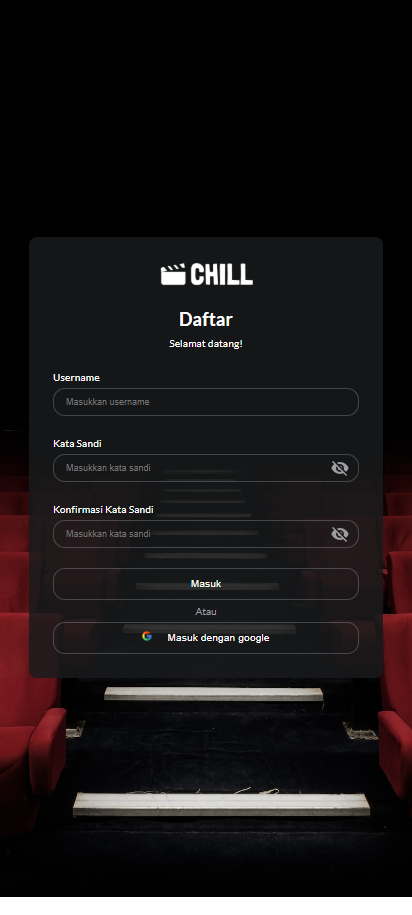 CHILL
Daftar
Selamat datang!
Username
Masukkan username
Kata Sandi
Masukkan kata sandi
Konfirmasi Kata Sandi
Masukkan kata sandi
Masuk
Atau
Masuk dengan google